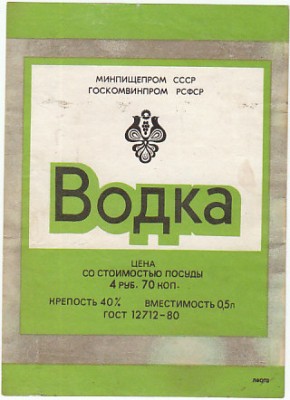 МИНПИЩЕПРОМ СССР
ГОСКОМВИНПРОМ РСФСР
Водка
ЦЕНА
СО СТОИМОСТЬЮ ПОСУДЫ
4 РУБ. 70 КОП.
КРЕПОСТЬ 40% ВМЕСТИМОСТЬ 0,5л
ГОСТ 12712-80